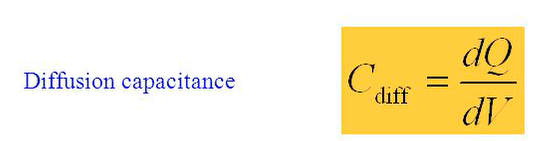 Diffusion capacitance
C_diff = dQ/dV